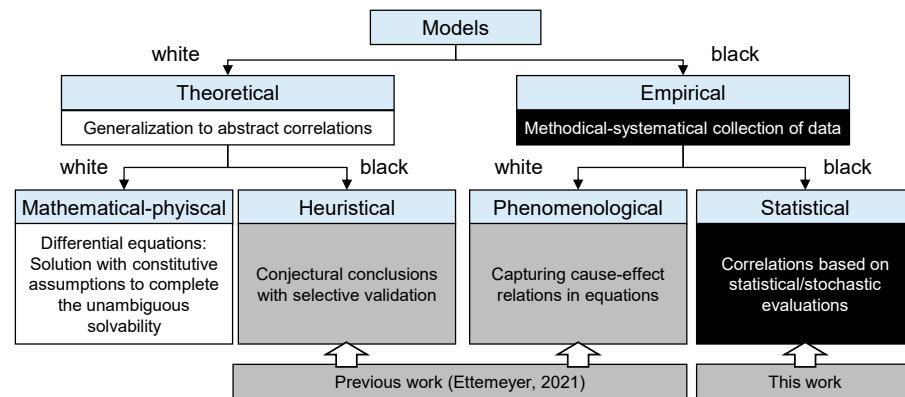 Models
white
black
Theoretical
Generalization to abstract correlations
Empirical
Methodical-systematical collection of data
white
black
white
black
Mathematical-phyiscal
Differential equations:
Solution with constitutive
assumptions to complete
the unambiguous
solvability
Heuristical
Conjectural conclusions
with selective validation
Phenomenological
Capturing cause-effect
relations in equations
Statistical
Correlations based on
statistical/stochastic
evaluations
Previous work (Ettemeyer, 2021)
This work